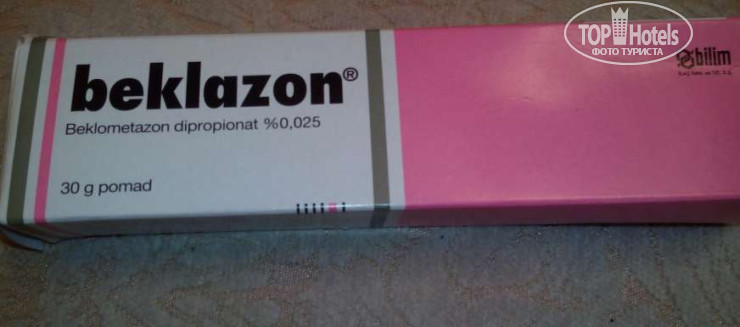 TOP Hotels
ФОТО ТУРИСТА
bilim
beklazon®
Beklometazon dipropionat %0,025
30 g pomad